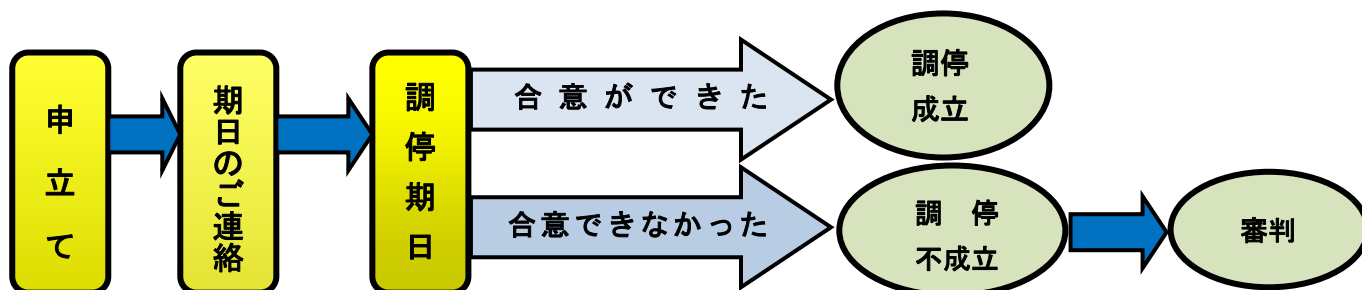 申立て
期日のご連絡
調停期日
合意ができた
調停
成立
合意できなかった
調　停
不成立
審判